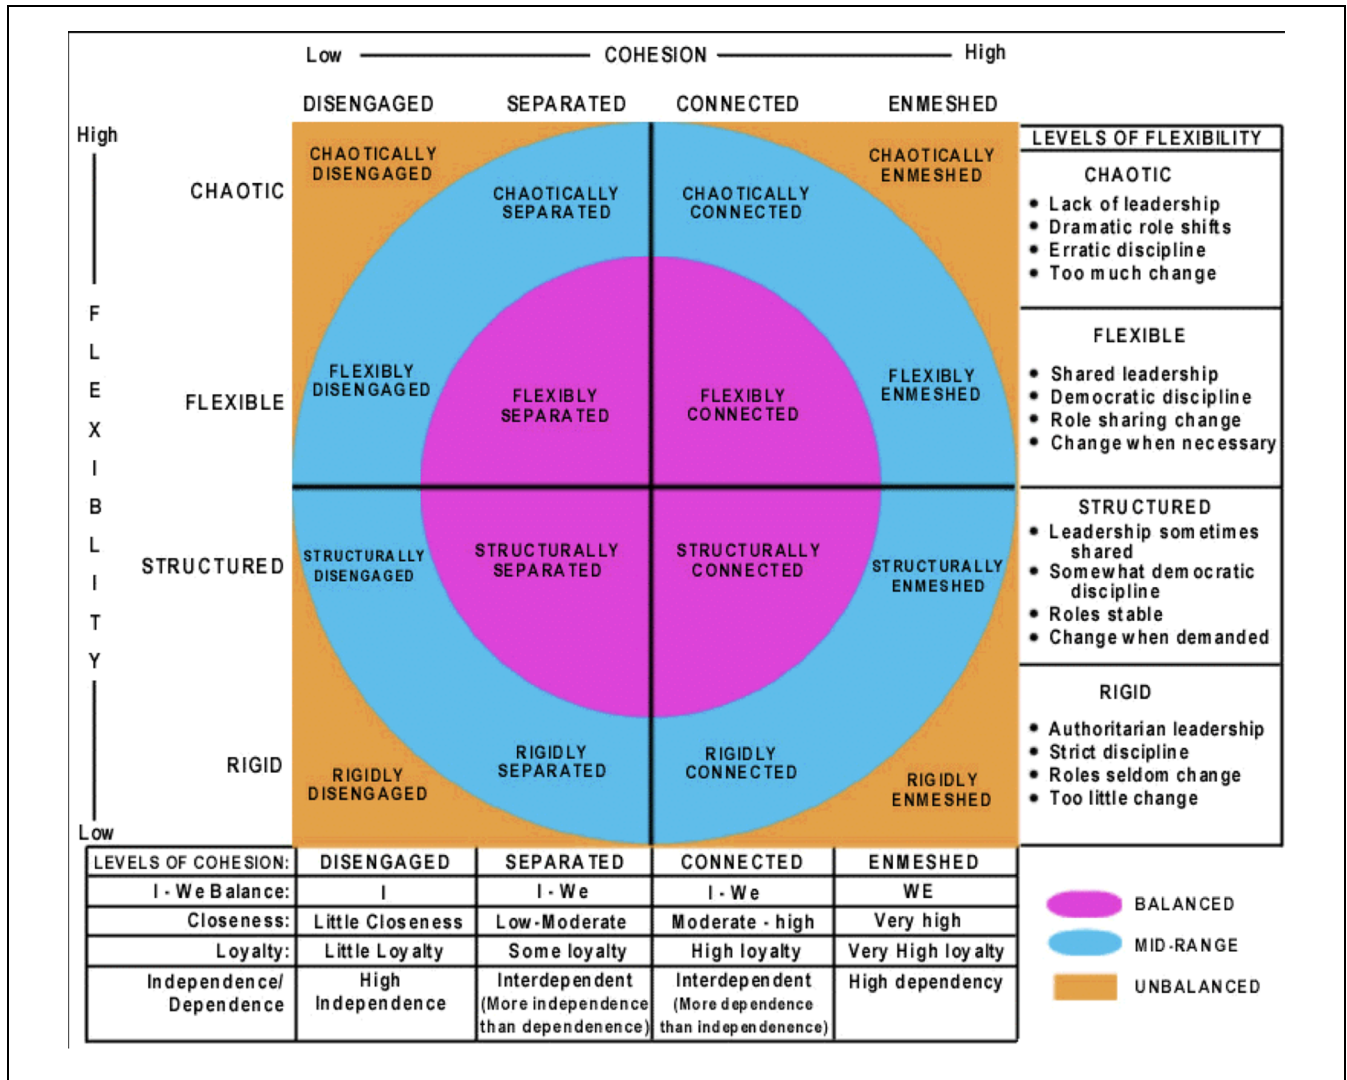 Low COHESION High
DISENGAGED SEPARATED CONNECTED ENMESHED
High
FLEXIBLITY
Low
CHAOTIC
FLEXIBLE
STRUCTURED
RIGID
CHAOTICALLY
DISENGAGED
CHAOTICALLY
SEPARATED
CHAOTICALLY
CONNECTED
CHAOTICALLY
ENMESHED
FLEXIBLY
DISENGAGED
FLEXIBLY
SEPARATED
FLEXIBLY
CONNECTED
FLEXIBLY
ENMESHED
STRUCTURALLY
DISENGAGED
STRUCTURALLY
SEPARATED
STRUCTURALLY
CONNECTED
STRUCTURALLY
ENMESHED
RIGIDLY
DISENGAGED
RIGIDLY
SEPARATED
RIGIDLY
CONNECTED
RIGIDLY
ENMESHED
LEVELS OF FLEXIBILITY
CHAOTIC
• Lack of leadership
• Dramatic role shifts
• Erratic discipline
• Too much change
FLEXIBLE
• Shared leadership
• Democratic discipline
• Role sharing change
• Change when necessary
STRUCTURED
• Leadership sometimes
shared
• Somewhat democratic
discipline
• Roles stable
• Change when demanded
RIGID
• Authoritarian leadership
• Strict discipline
• Roles seldom change
• Too little change
LEVELS OF COHESION: DISENGAGED SEPARATED CONNECTED ENMESHED
I - We Balance: I I - We I - We WE
Closeness: Little Closeness Low-Moderate Moderate - high Very high
Loyalty: Little Loyalty Some loyalty High loyalty Very High loyalty
Independence/
Dependence
High
Independence
Interdependent
(More independence
than dependenence)
Interdependent
(More dependence
than independenence)
High dependency
BALANCED
MID-RANGE
UNBALANCED